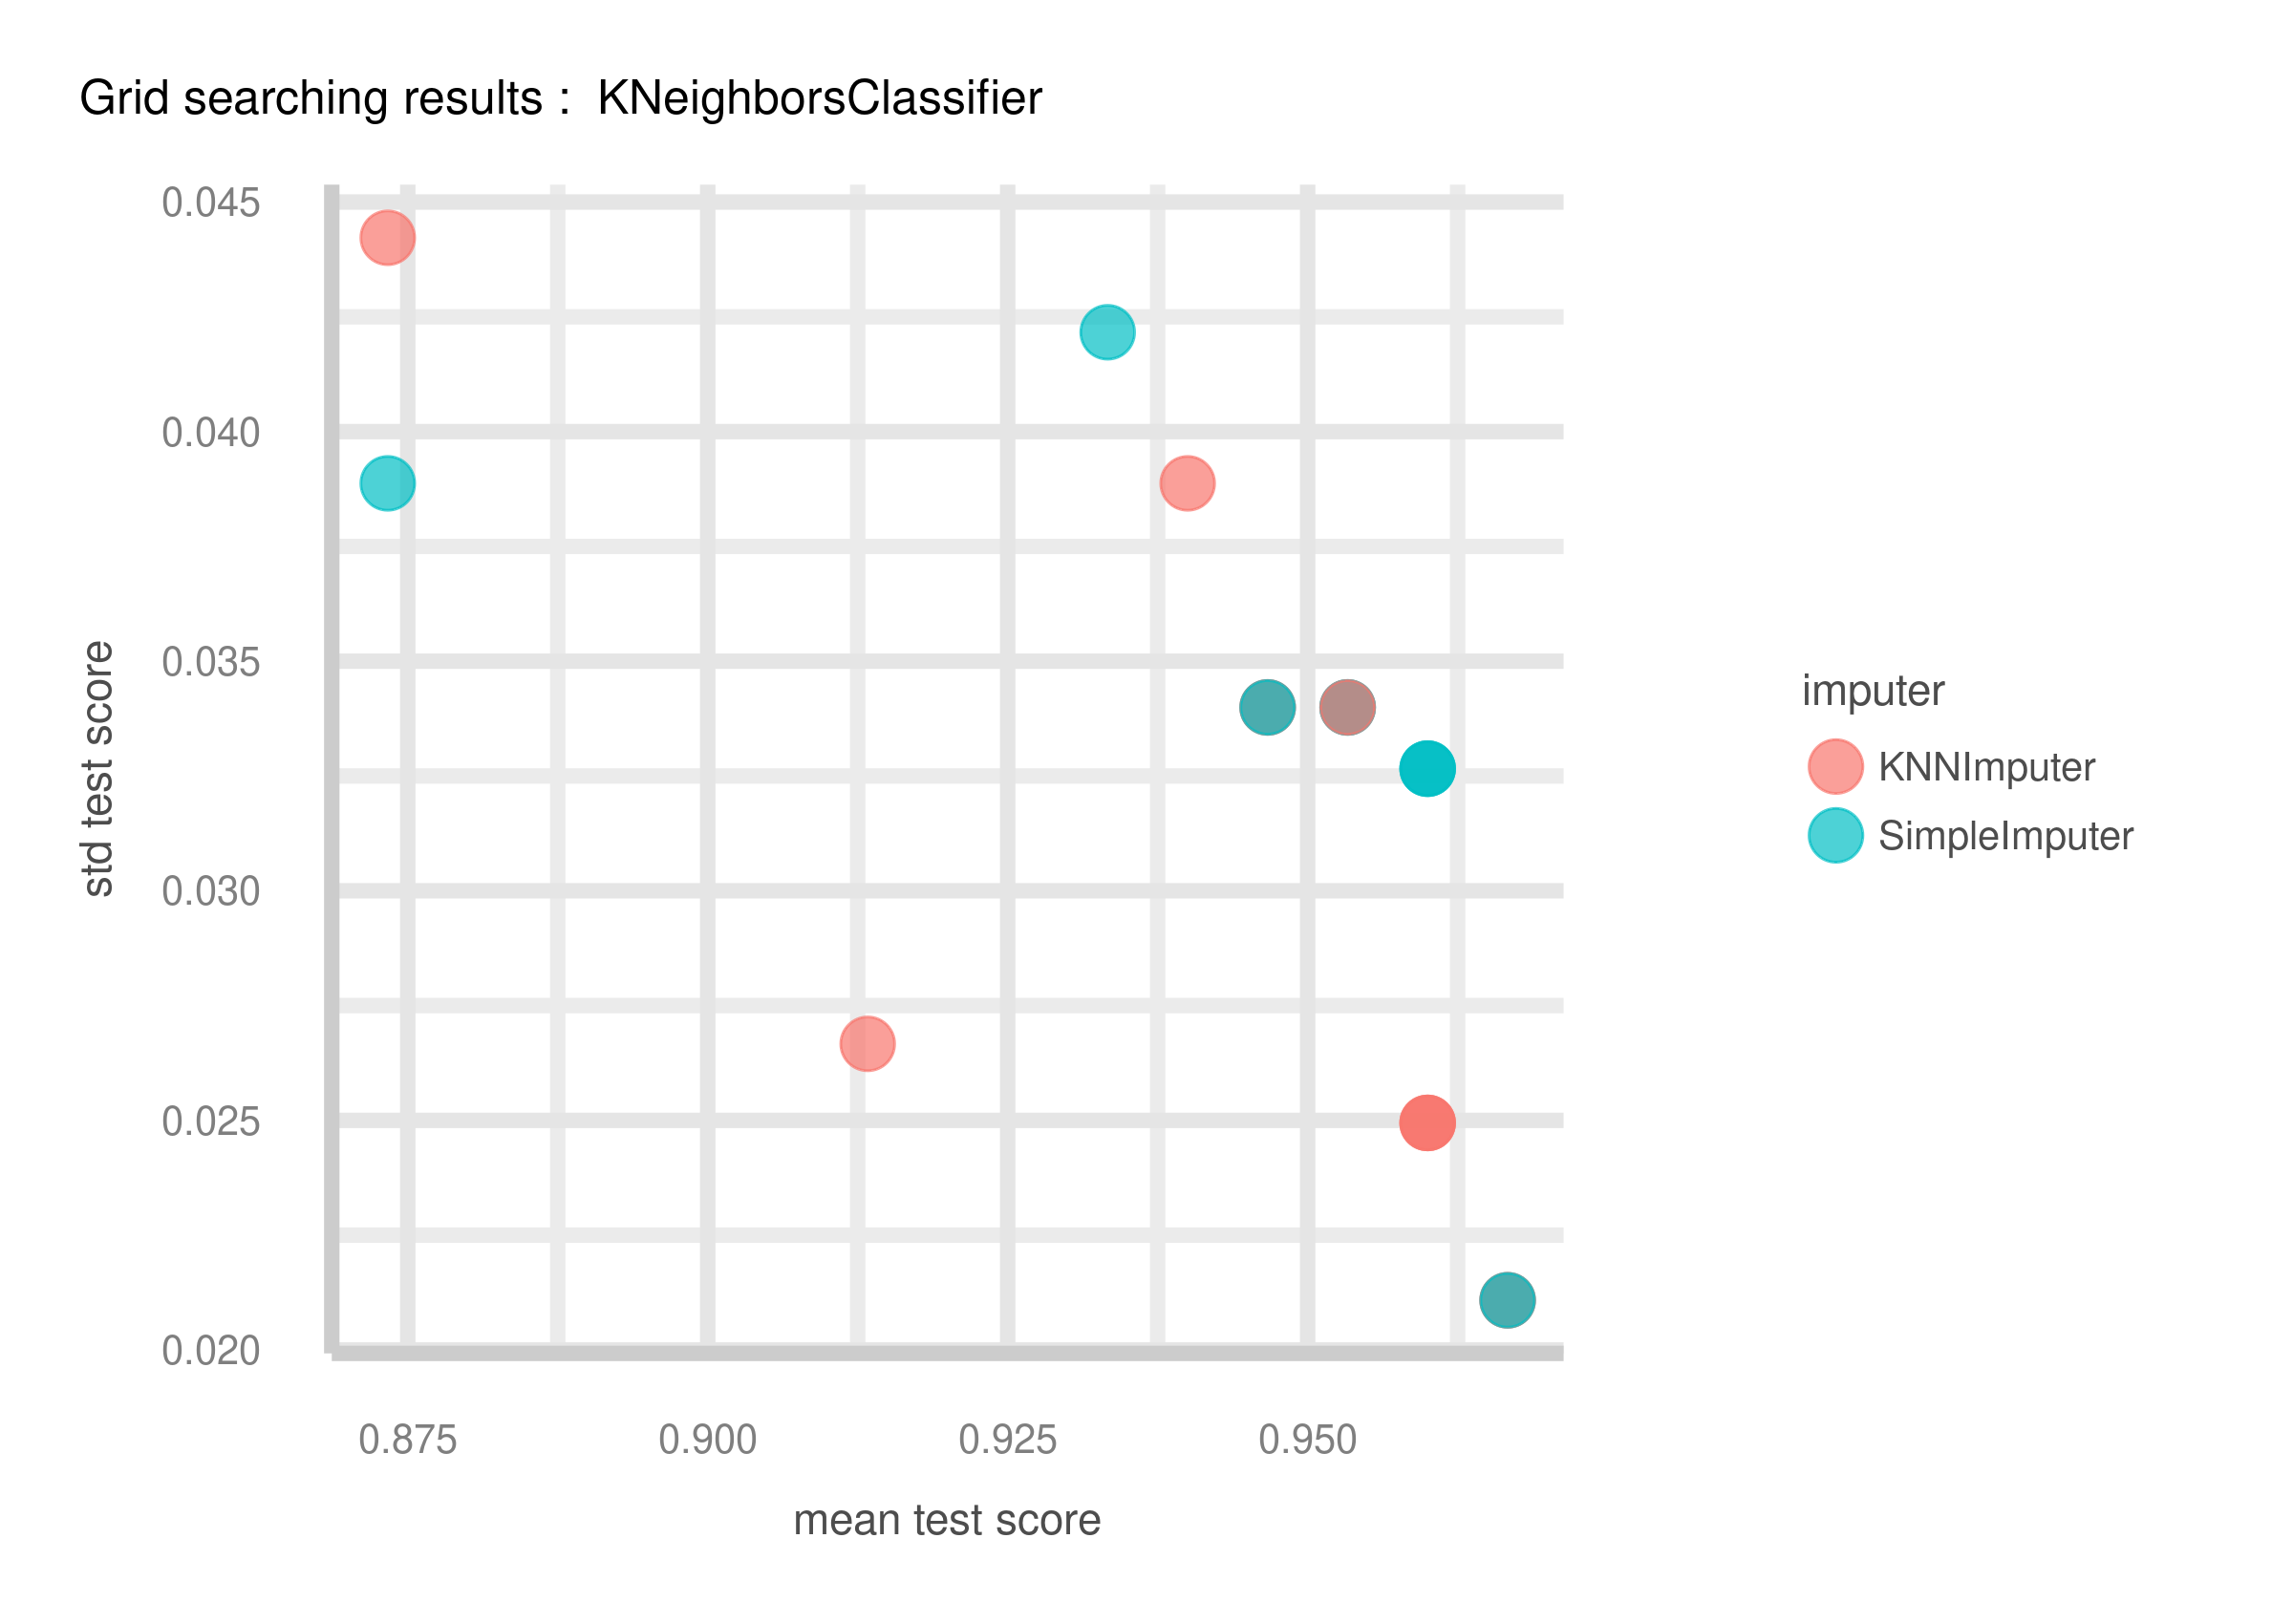 Grid searching results :  KNeighborsClassifier
0.045
0.040
0.035
0.030
0.025
0.020
std test score
0.875
0.900
0.925
0.950
mean test score
imputer
KNNImputer
SimpleImputer